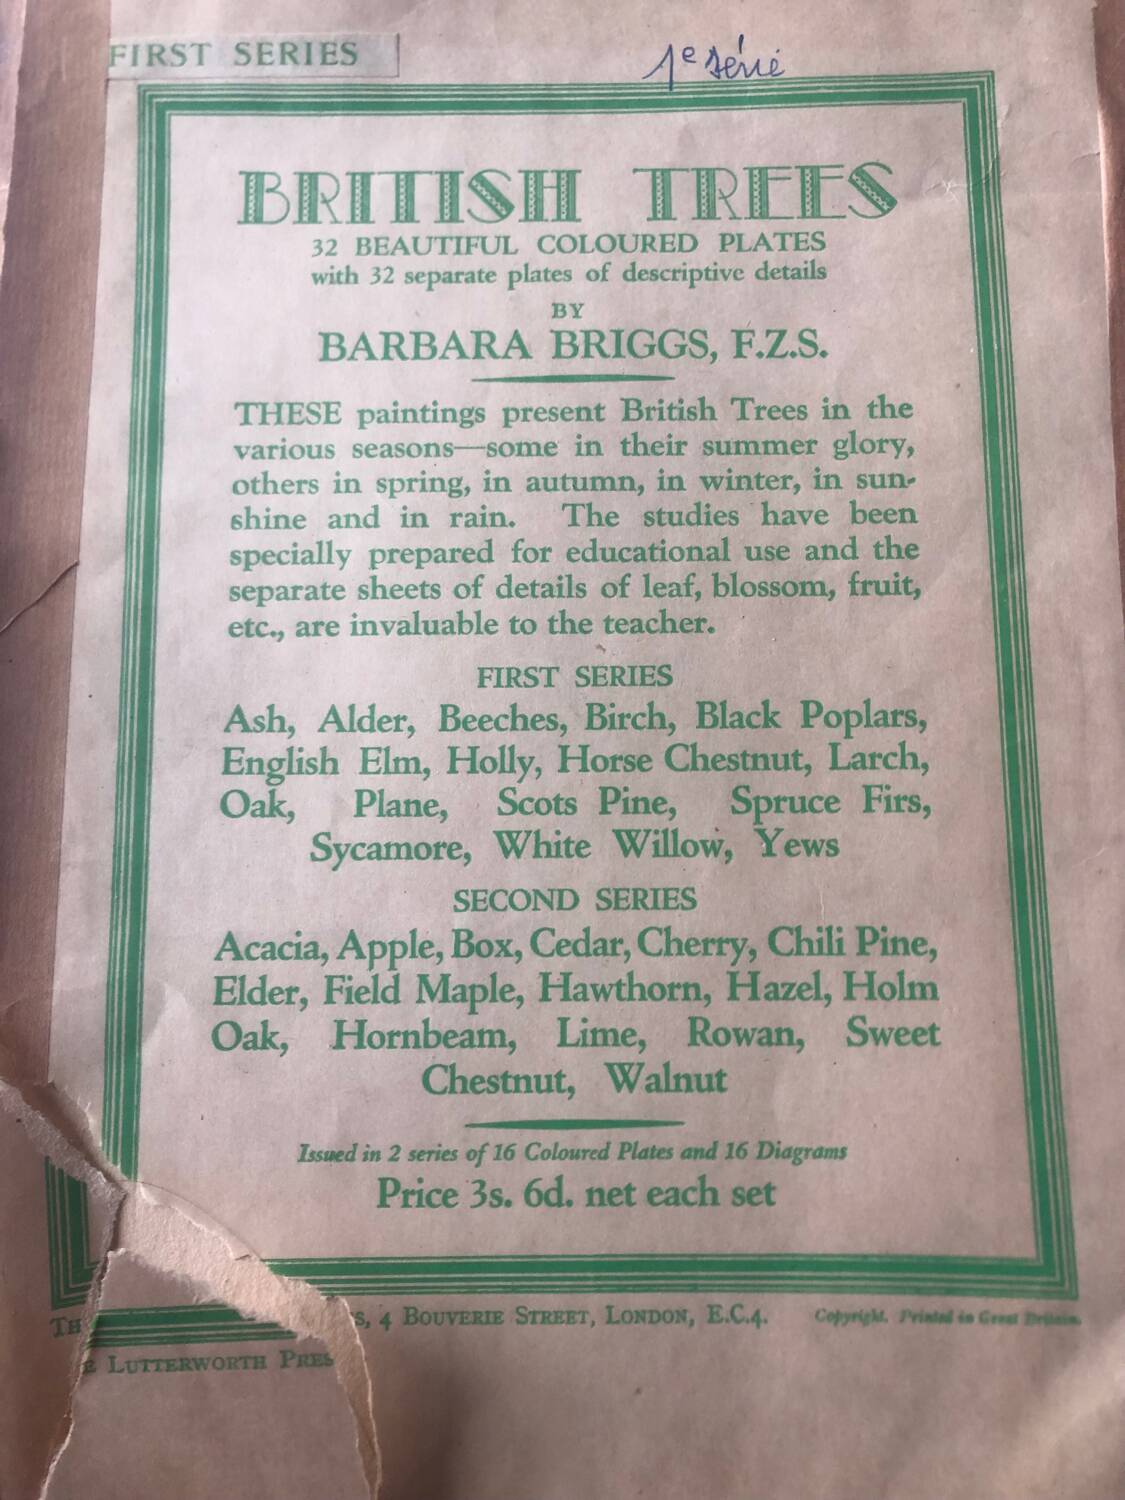 FIRST SERIES
1e série
BRITISH TREES
32 BEAUTIFUL COLOURED PLATES
with 32 separate plates of descriptive details
BY
BARBARA BRIGGS, F.Z.S.
THESE paintings present British Trees in the
various seasons—some in their summer glory,
others in spring, in autumn, in winter, in sun-
shine and in rain. The studies have been
specially prepared for educational use and the
separate sheets of details of leaf, blossom, fruit,
etc., are invaluable to the teacher.
FIRST SERIES
Ash, Alder, Beeches, Birch, Black Poplars,
English Elm, Holly, Horse Chestnut, Larch,
Oak, Plane, Scots Pine, Spruce Firs,
Sycamore, White Willow, Yews
SECOND SERIES
Acacia, Apple, Box, Cedar, Cherry, Chili Pine,
Elder, Field Maple, Hawthorn, Hazel, Holm
Oak, Hornbeam, Lime, Rowan, Sweet
Chestnut, Walnut
Issued in 2 series of 16 Coloured Plates and 16 Diagrams
Price 3s. 6d. net each set
TH S, 4 BOUVERIE STREET, LONDON, E.C.4. Copyright. Printed in Great Britain.
E LUTTERWORTH PRES